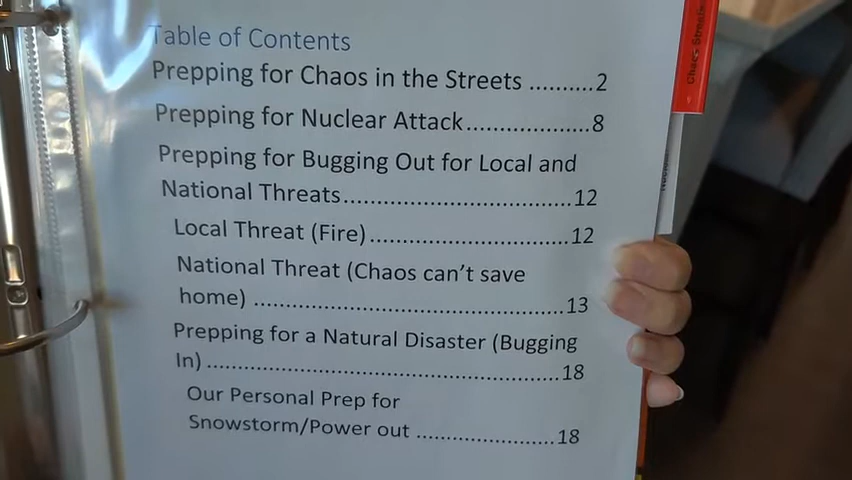 Table of Contents
Prepping for Chaos in the Streets ..........2
Prepping for Nuclear Attack...................8
Prepping for Bugging Out for Local and
National Threats...................................12
Local Threat (Fire)...............................12
National Threat (Chaos can't save
home) ................................................13
Prepping for a Natural Disaster (Bugging
In) ......................................................18
Our Personal Prep for
Snowstorm/Power out .....................18
Chaos Streets